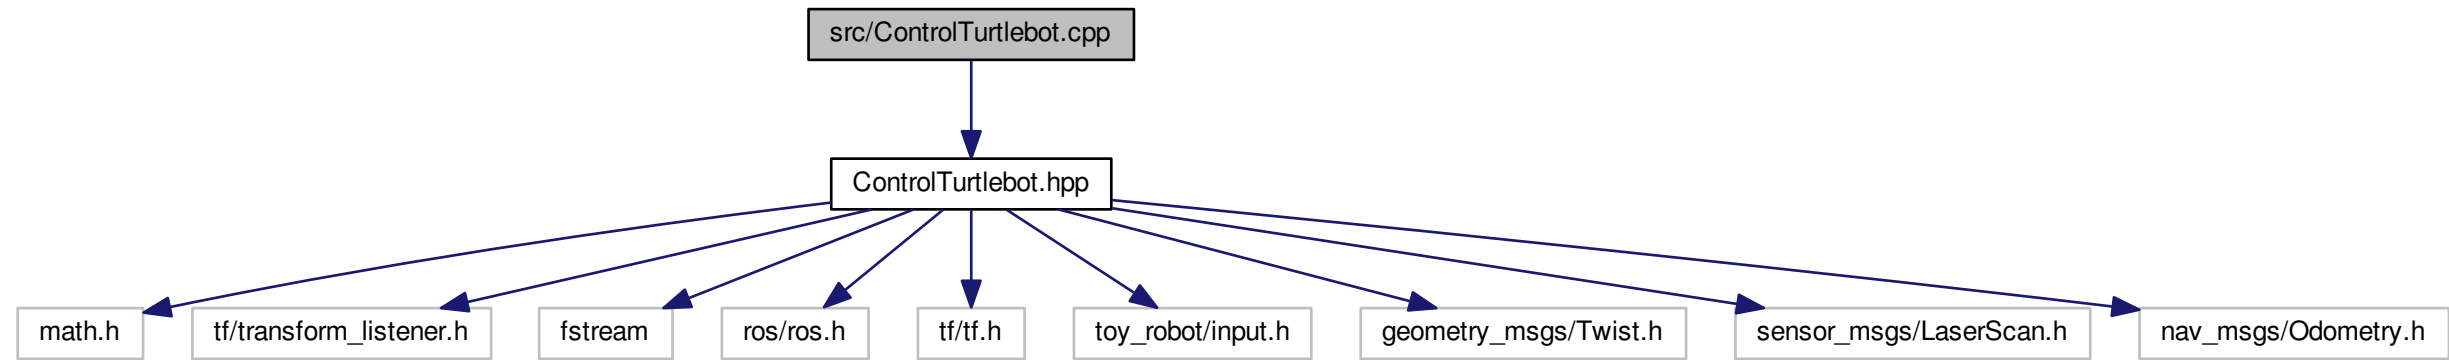 src/ControlTurtlebot.cpp
ControlTurtlebot.hpp
math.h
tf/transform_listener.h
fstream
ros/ros.h
tf/tf.h
toy_robot/input.h
geometry_msgs/Twist.h
sensor_msgs/LaserScan.h
nav_msgs/Odometry.h